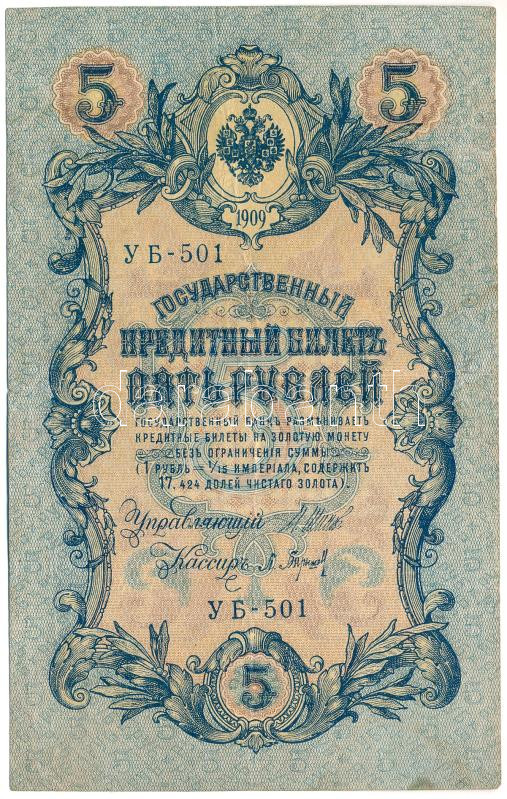 5 5
1909
УБ-501
ГОСУДАРСТВЕННЫЙ
КРЕДИТНЫЙ БИЛЕТЪ
ПЯТЬ РУБЛЕЙ
ГОСУДАРСТВЕННЫЙ БАНКЪ РАЗМѢНИВАЕТЪ
КРЕДИТНЫЕ БИЛЕТЫ НА ЗОЛОТУЮ МОНЕТУ
БЕЗЪ ОГРАНИЧЕНІЯ СУММЫ
(1 РУБЛЬ = 1/15 ИМПЕРІАЛА, СОДЕРЖИТЪ
17, 424 ДОЛЕЙ ЧИСТАГО ЗОЛОТА).
Управляющій
Кассиръ
УБ-501
5
darabanth